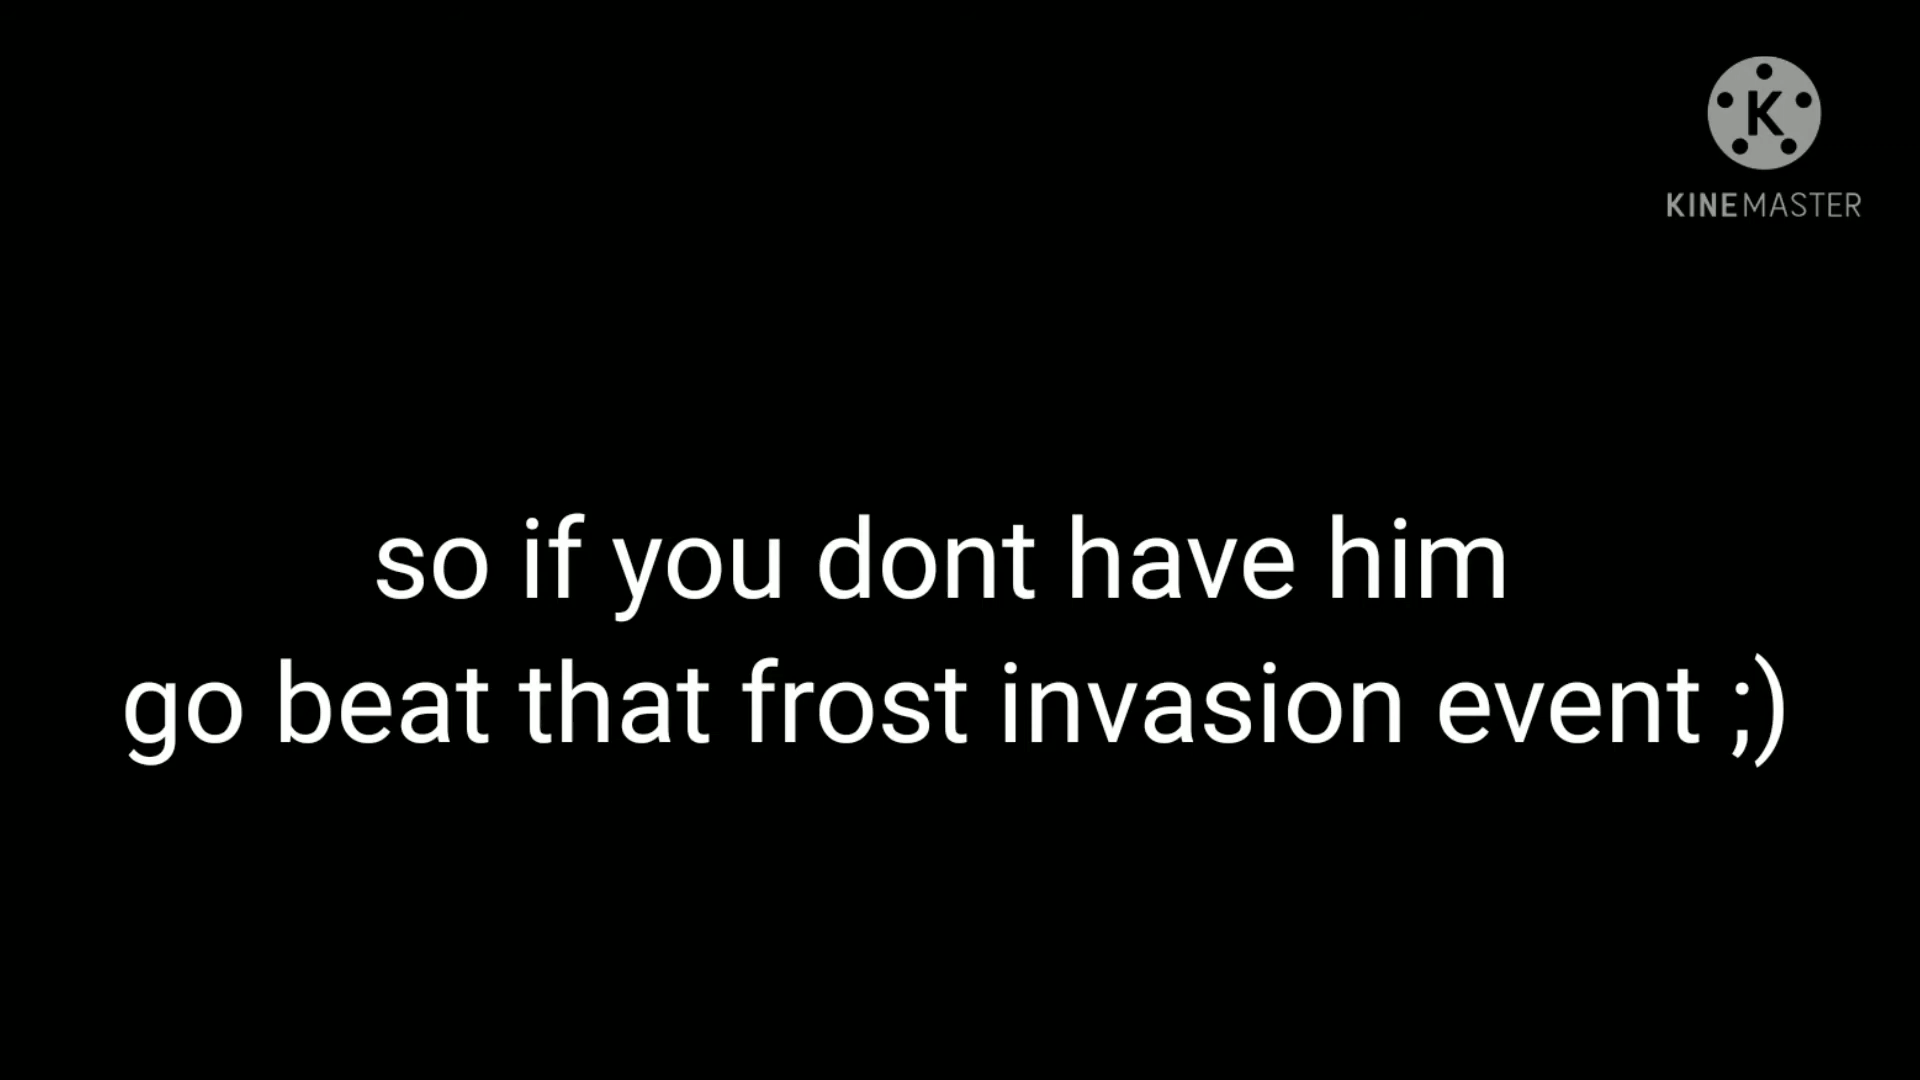 K
KINEMASTER
so if you dont have him
go beat that frost invasion event ;)